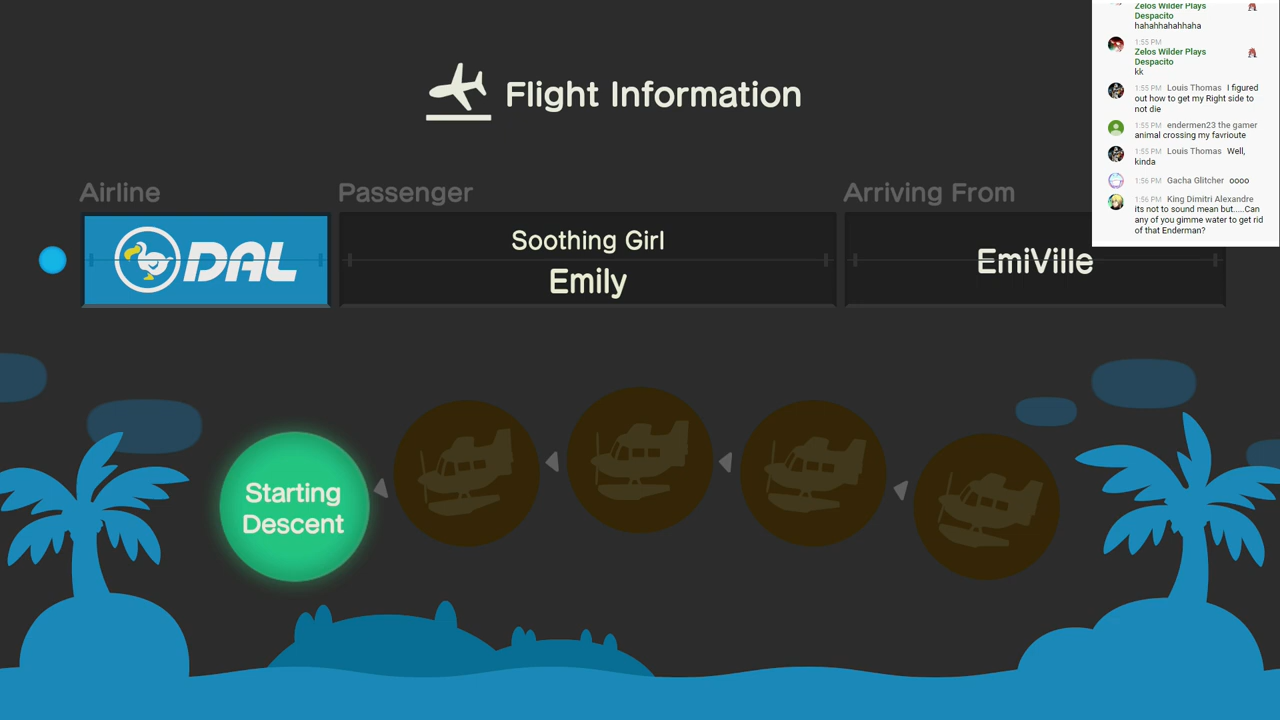 Flight Information
Airline
Passenger
Arriving From
DAL
Soothing Girl
Emily
EmiVille
Starting
Descent
Zelos Wilder Plays
Despacito
hahahhahahhaha
1:55 PM
Zelos Wilder Plays
Despacito
kk
1:55 PM Louis Thomas I figured
out how to get my Right side to
not die
1:55 PM endermen23 the gamer
animal crossing my favrioute
1:55 PM Louis Thomas Well,
kinda
1:56 PM Gacha Glitcher oooo
1:56 PM King Dimitri Alexandre
its not to sound mean but.....Can
any of you gimme water to get rid
of that Enderman?